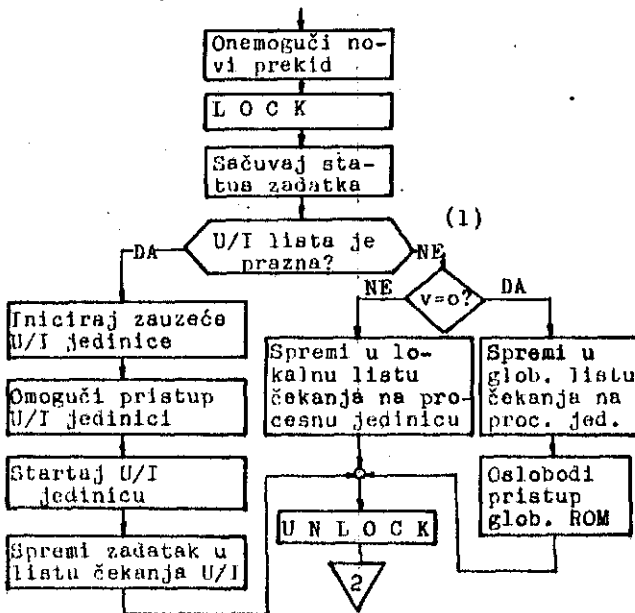 Onemoguči no-
vi prekid
L O C K
Sačuvaj sta-
tus zadatka
U/I lista je
prazna?
(1)
DA
NE
v=o?
NE
DA
Iniciraj zauzeće
U/I jedinice
Omoguči pristup
U/I jedinici
Startaj U/I
jedinicu
Spremi zadatak u
listu čekanja U/I
Spremi u lo-
kalnu listu
čekanja na pro-
cesnu jedinicu
Spremi u
glob. listu
čekanja na
proc. jed.
Oslobodi
pristup
glob. ROM
U N L O C K
2